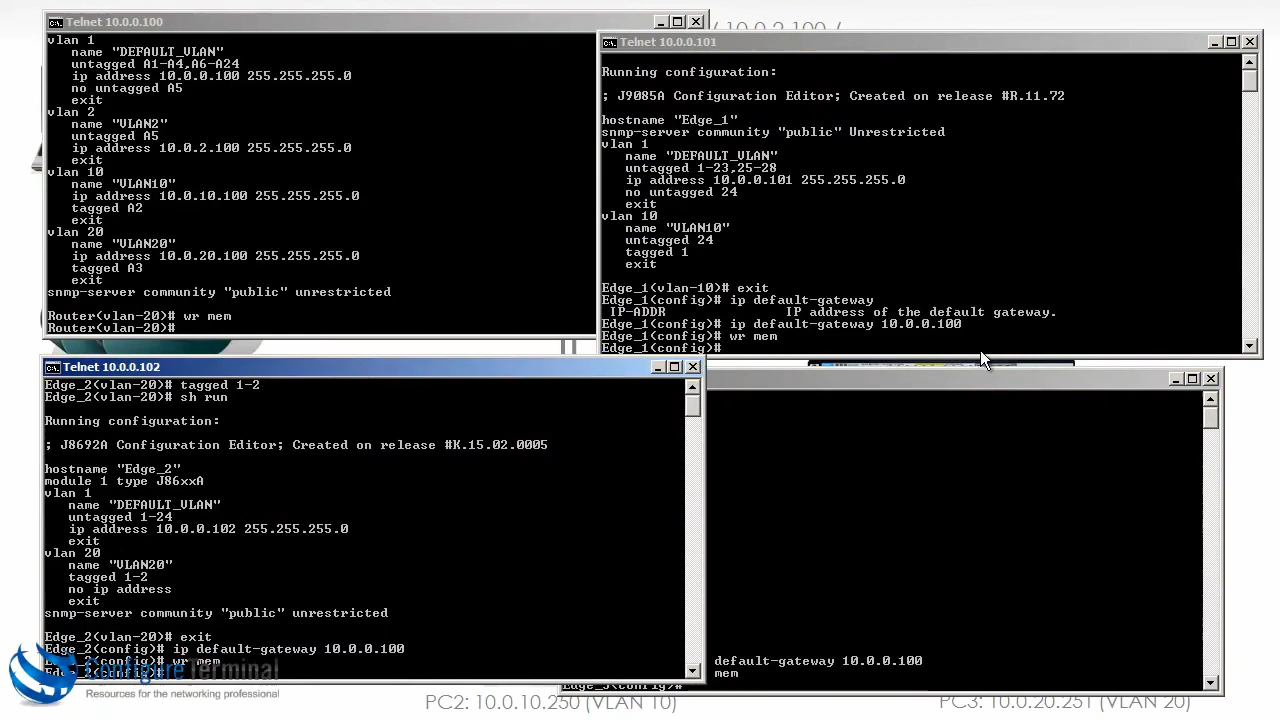 / 10.0.2.100 /
Telnet 10.0.0.100
vlan 1
name "DEFAULT_VLAN"
untagged A1-A4,A6-A24
ip address 10.0.0.100 255.255.255.0
no untagged A5
exit
vlan 2
name "VLAN2"
untagged A5
ip address 10.0.2.100 255.255.255.0
exit
vlan 10
name "VLAN10"
ip address 10.0.10.100 255.255.255.0
tagged A2
exit
vlan 20
name "VLAN20"
ip address 10.0.20.100 255.255.255.0
tagged A3
exit
snmp-server community "public" unrestricted
Router(vlan-20)# wr mem
Router(vlan-20)#
Telnet 10.0.0.101
Running configuration:
; J9085A Configuration Editor; Created on release #R.11.72
hostname "Edge_1"
snmp-server community "public" Unrestricted
vlan 1
name "DEFAULT_VLAN"
untagged 1-23,25-28
ip address 10.0.0.101 255.255.255.0
no untagged 24
exit
vlan 10
name "VLAN10"
untagged 24
tagged 1
exit
Edge_1(vlan-10)# exit
Edge_1(config)# ip default-gateway
IP-ADDR IP address of the default gateway.
Edge_1(config)# ip default-gateway 10.0.0.100
Edge_1(config)# wr mem
Edge_1(config)#
Telnet 10.0.0.102
Edge_2(vlan-20)# tagged 1-2
Edge_2(vlan-20)# sh run
Running configuration:
; J8692A Configuration Editor; Created on release #K.15.02.0005
hostname "Edge_2"
module 1 type J86xxA
vlan 1
name "DEFAULT_VLAN"
untagged 1-24
ip address 10.0.0.102 255.255.255.0
exit
vlan 20
name "VLAN20"
tagged 1-2
no ip address
exit
snmp-server community "public" unrestricted
Edge_2(vlan-20)# exit
Edge_2(config)# ip default-gateway 10.0.0.100
Edge_2(config)# wr mem
Edge_2(config)#
default-gateway 10.0.0.100
mem
Edge_3(config)#
ConfigureTerminal
Resources for the networking professional
PC2: 10.0.10.250 (VLAN 10)
PC3: 10.0.20.251 (VLAN 20)